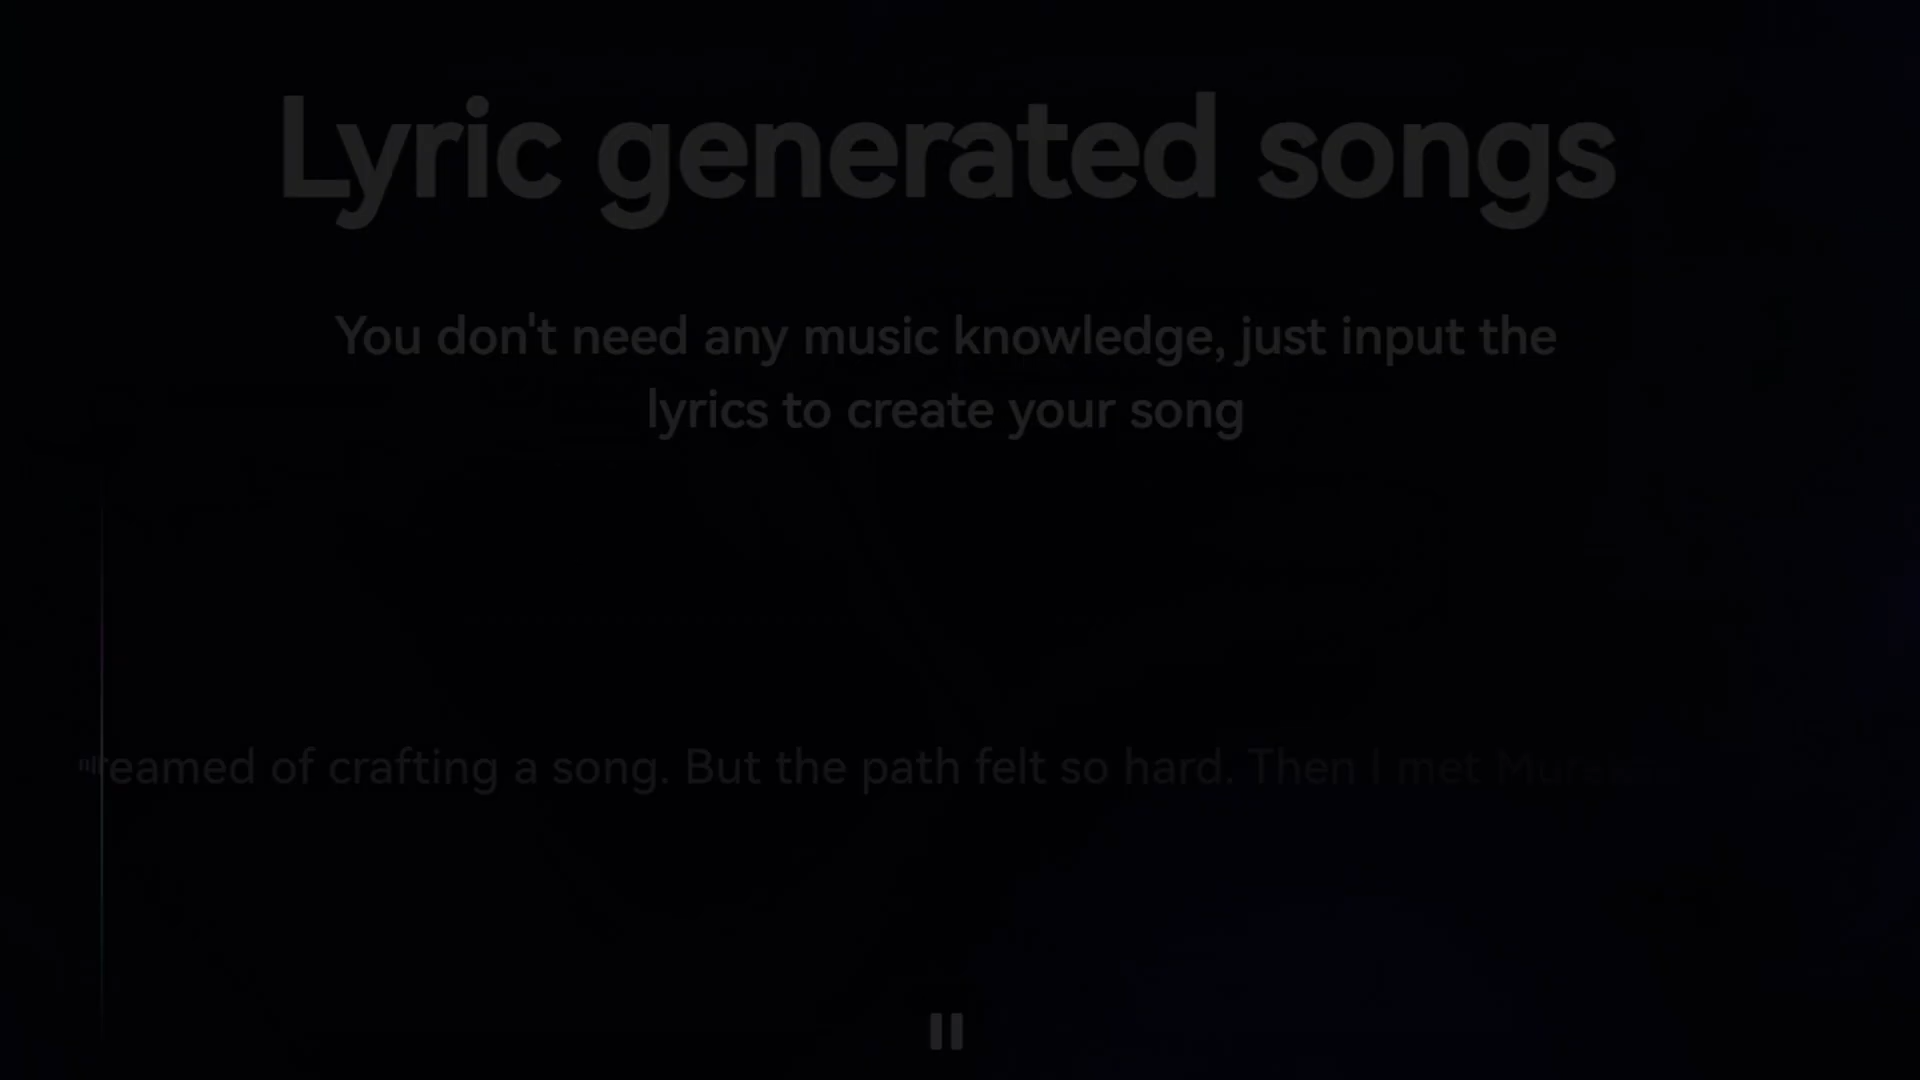 Lyric generated songs
You don't need any music knowledge, just input the
lyrics to create your song
reamed of crafting a song. But the path felt so hard. Then I met